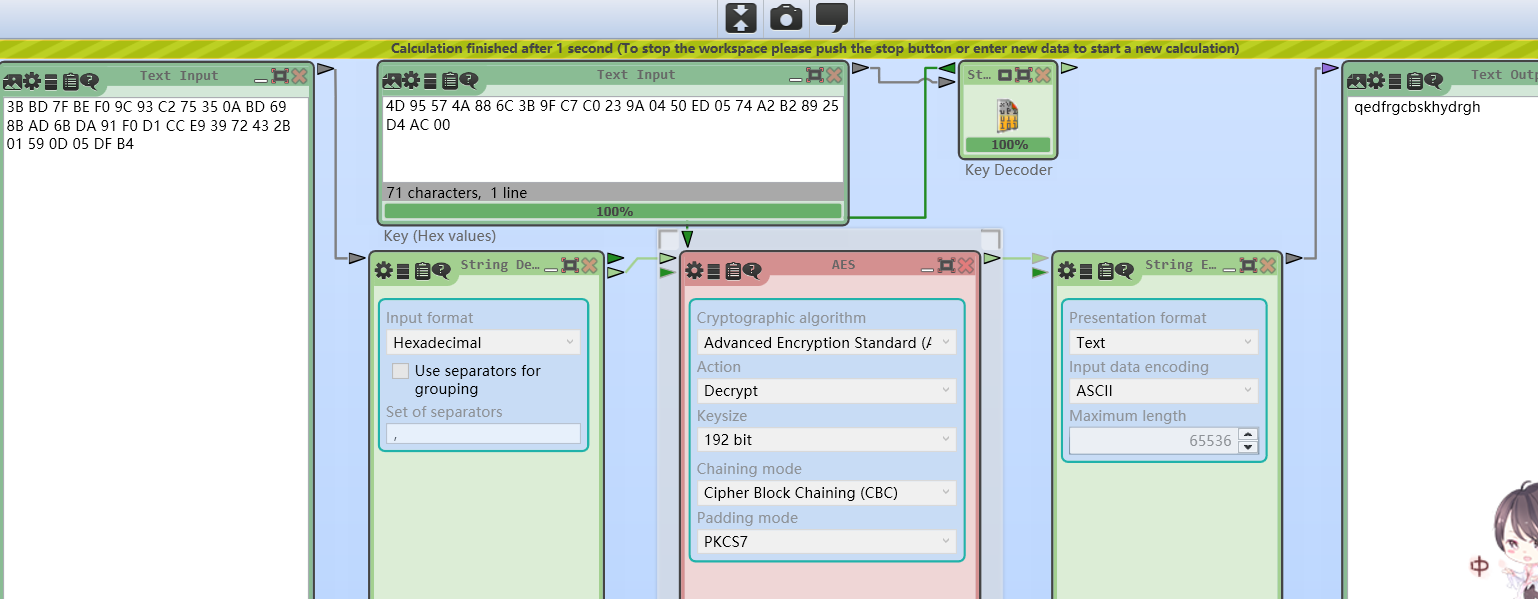 Calculation finished after 1 second (To stop the workspace please push the stop button or enter new data to start a new calculation)
Text Input
3B BD 7F BE F0 9C 93 C2 75 35 0A BD 69
8B AD 6B DA 91 F0 D1 CC E9 39 72 43 2B
01 59 0D 05 DF B4
Text Input
4D 95 57 4A 88 6C 3B 9F C7 C0 23 9A 04 50 ED 05 74 A2 B2 89 25
D4 AC 00
71 characters, 1 line
100%
Key (Hex values)
St...
100%
Key Decoder
Text Outp
qedfrgcbskhydrgh
String De...
Input format
Hexadecimal
Use separators for
grouping
Set of separators
,
AES
Cryptographic algorithm
Advanced Encryption Standard (A
Action
Decrypt
Keysize
192 bit
Chaining mode
Cipher Block Chaining (CBC)
Padding mode
PKCS7
String E...
Presentation format
Text
Input data encoding
ASCII
Maximum length
65536
中